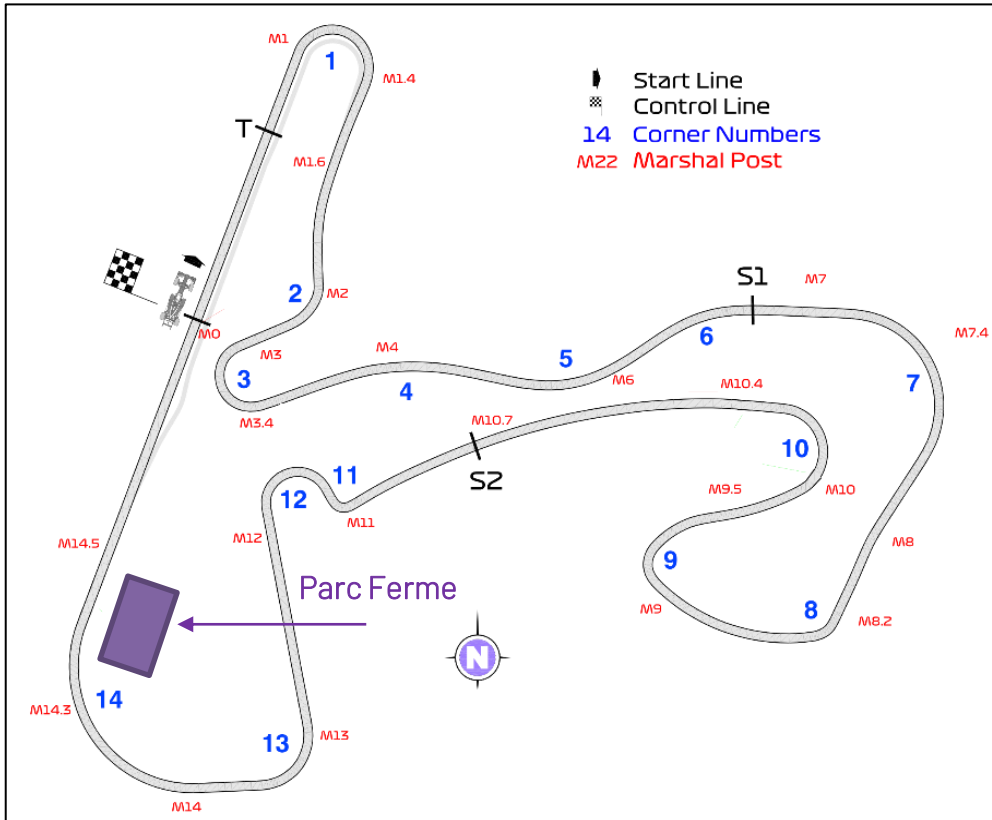 M1
1
M1.4
Start Line
Control Line
14 Corner Numbers
M22 Marshal Post
T
M1.6
S1
M7
2
M2
M0
M3
M4
5
6
M7.4
3
M6
7
M3.4
4
M10.4
M10.7
10
11
S2
12
M9.5
M10
M11
M12
M14.5
M8
9
Parc Ferme
M9
8
M8.2
N
14
M14.3
13
M13
M14